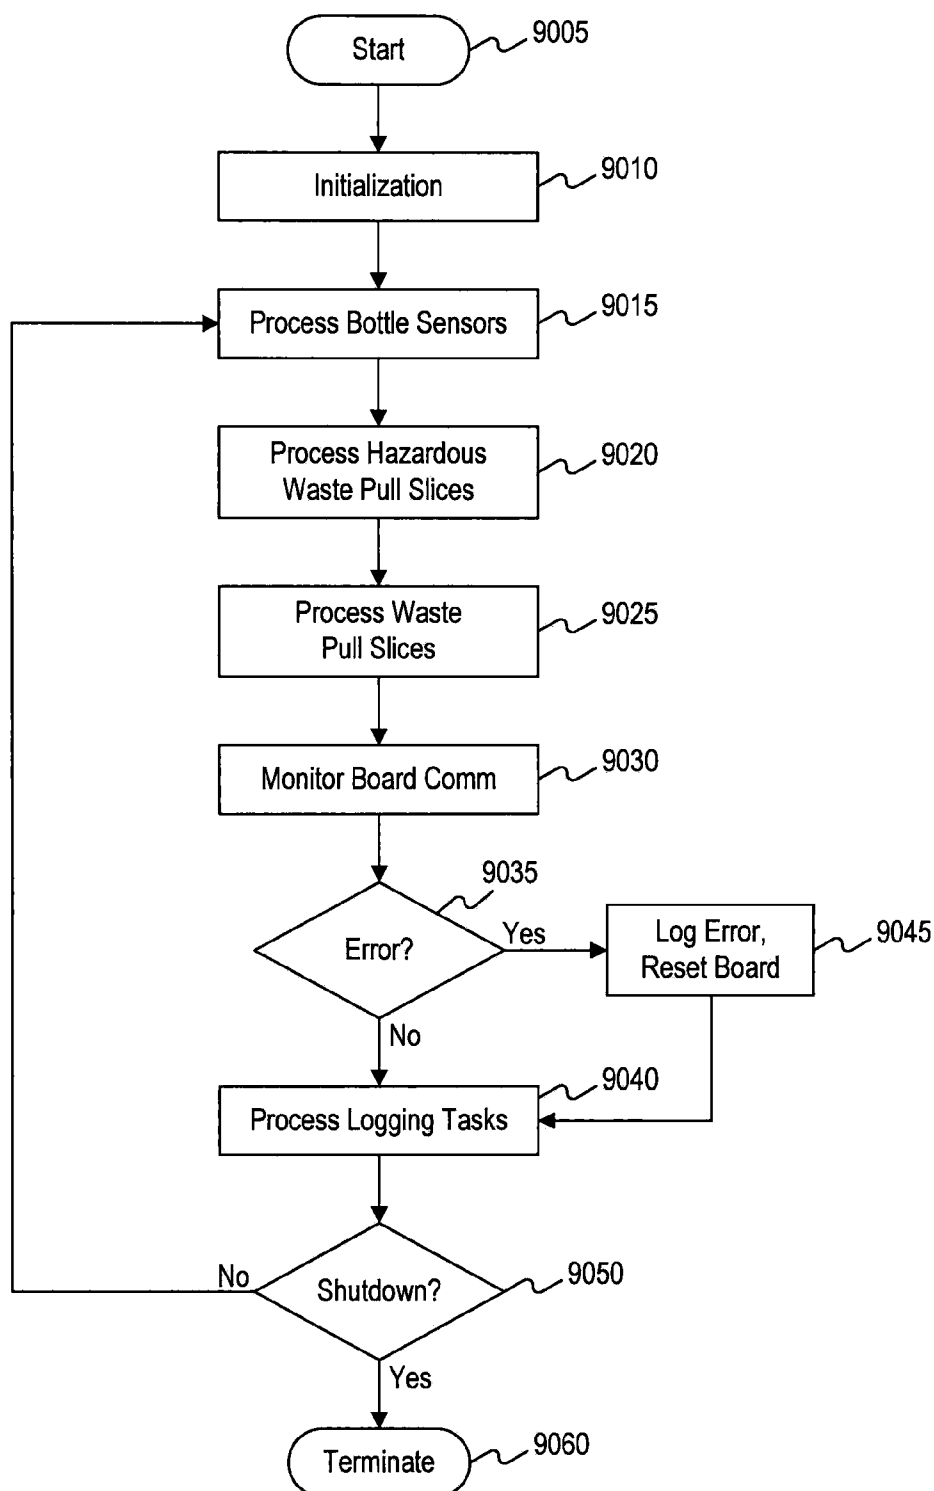 Start
9005
Initialization
9010
Process Bottle Sensors
9015
Process Hazardous
Waste Pull Slices
9020
Process Waste
Pull Slices
9025
Monitor Board Comm
9030
9035
Error?
Yes
Log Error,
Reset Board
9045
No
9040
Process Logging Tasks
No
Shutdown?
9050
Yes
Terminate
9060